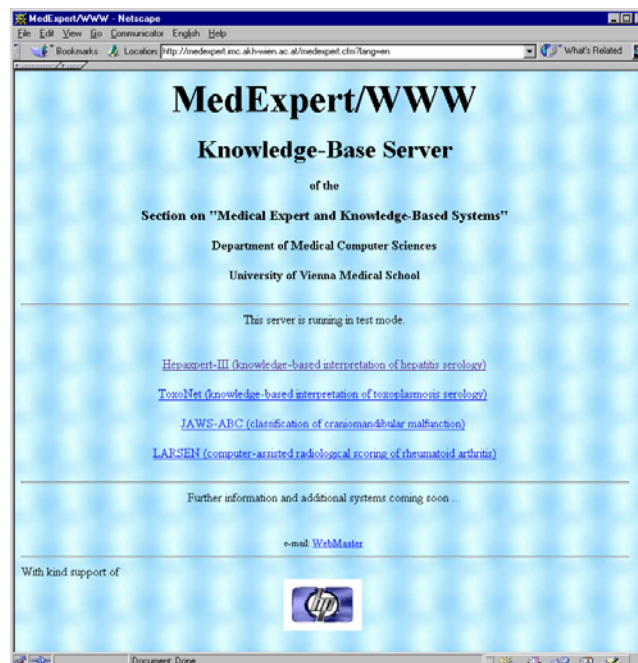 MedExpert/WWW - Netscape
File Edit View Go Communicator English Help
Bookmarks Location: http://medexpert.imc.akh-wien.ac.at/medexpert.cfm?lang=en What's Related
MedExpert/WWW
Knowledge-Base Server
of the
Section on "Medical Expert and Knowledge-Based Systems"
Department of Medical Computer Sciences
University of Vienna Medical School
This server is running in test mode.
Hepaxpert-III (knowledge-based interpretation of hepatitis serology)
ToxoNet (knowledge-based interpretation of toxoplasmosis serology)
JAWS-ABC (classification of craniomandibular malfunction)
LARSEN (computer-assisted radiological scoring of rheumatoid arthritis)
Further information and additional systems coming soon ...
e-mail: WebMaster
With kind support of
hp
Document: Done